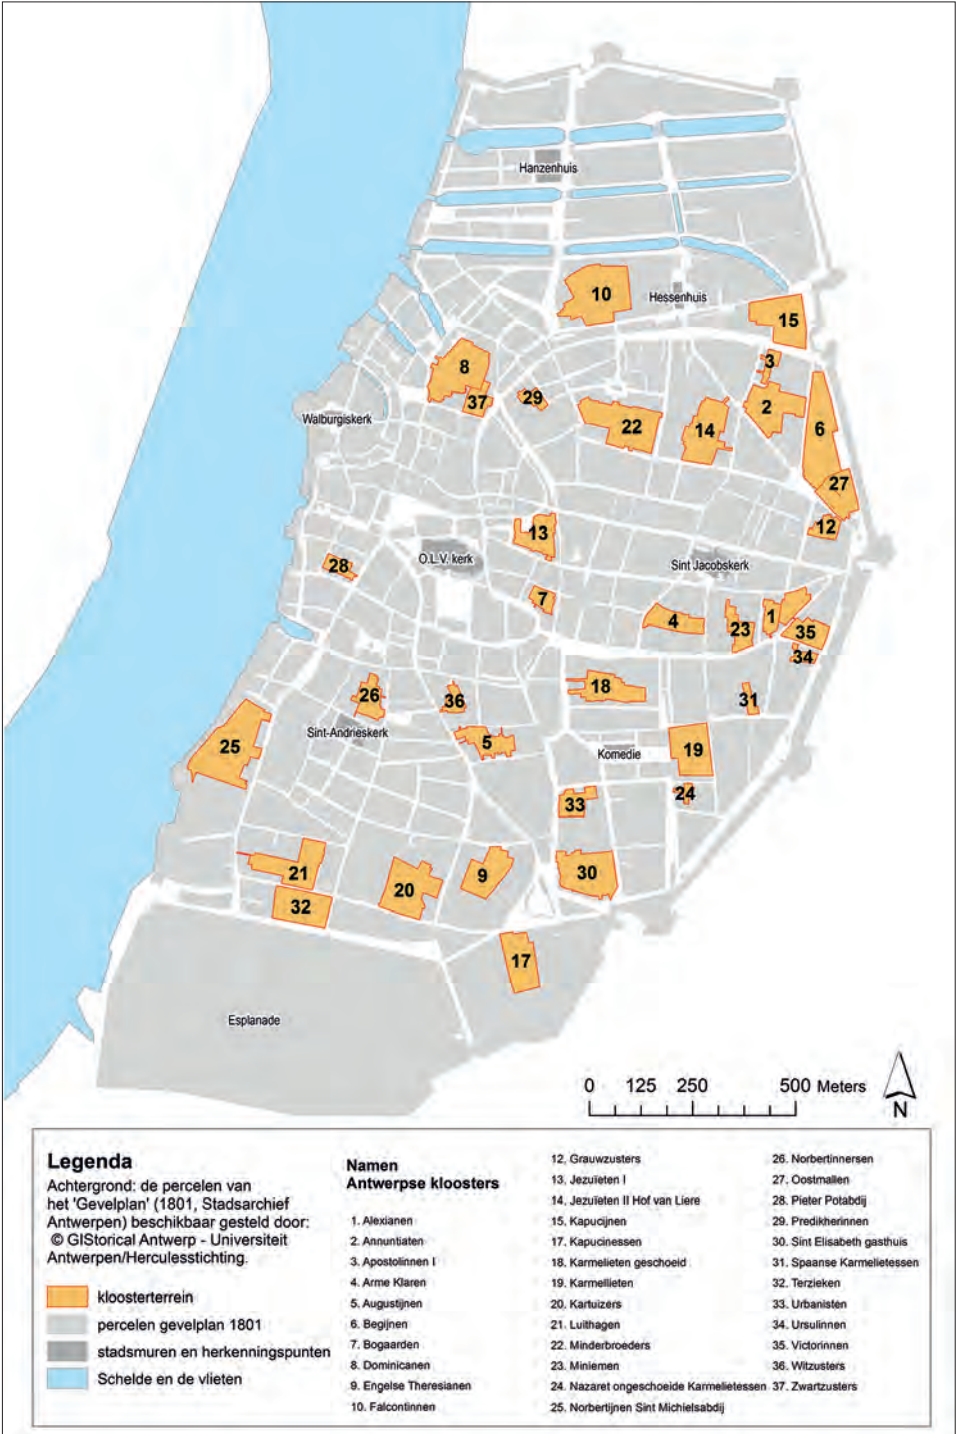 Hanzenhuis
10
Hessenhuis
15
3
8
37
29
2
22
14
6
Walburgiskerk
27
12
13
O.L.V. kerk
Sint Jacobskerk
28
7
4
23
1
35
34
18
31
26
36
Sint-Andrieskerk
25
5
Komedie
19
24
33
21
20
9
30
32
17
Esplanade
0 125 250 500 Meters
N
Legenda
Achtergrond: de percelen van
het 'Gevelplan' (1801, Stadsarchief
Antwerpen) beschikbaar gesteld door:
© GIStorical Antwerp - Universiteit
Antwerpen/Herculesstichting.
kloosterterrein
percelen gevelplan 1801
stadsmuren en herkenningspunten
Schelde en de vlieten
Namen
Antwerpse kloosters
1. Alexianen
2. Annuntiaten
3. Apostolinnen I
4. Arme Klaren
5. Augustijnen
6. Begijnen
7. Bogaarden
8. Dominicanen
9. Engelse Theresianen
10. Falcontinnen
12. Grauwzusters
13. Jezuïeten I
14. Jezuïeten II Hof van Liere
15. Kapucijnen
17. Kapucinessen
18. Karmelieten geschoeid
19. Karmellieten
20. Kartuizers
21. Luithagen
22. Minderbroeders
23. Miniemen
24. Nazaret ongeschoeide Karmelietessen
25. Norbertijnen Sint Michielsabdij
26. Norbertinnersen
27. Oostmallen
28. Pieter Potabdij
29. Predikherinnen
30. Sint Elisabeth gasthuis
31. Spaanse Karmelietessen
32. Terzieken
33. Urbanisten
34. Ursulinnen
35. Victorinnen
36. Witzusters
37. Zwartzusters